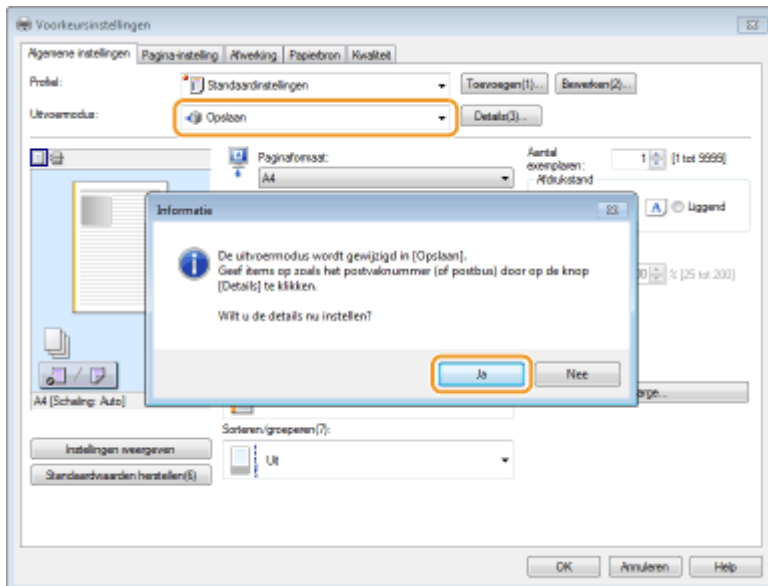 Voorkeursinstellingen
Algemene instellingen Pagina-instelling Afwerking Papierbron Kwaliteit
Profiel: Standaardinstellingen Toevoegen(1)... Bewerken(2)...
Uitvoermodus: Opslaan Details(3)...
Paginaformaat:
A4
Aantal
exemplaren: 1 [1 tot 9999]
Afdrukstand
A Liggend
Informatie
De uitvoermodus wordt gewijzigd in [Opslaan].
Geef items op zoals het postvaknummer (of postbus) door op de knop
[Details] te klikken.
Wilt u de details nu instellen?
Ja Nee
% [25 tot 200]
A4 [Schaling: Auto]
Sorteren/groeperen(7):
Uit
Instellingen weergeven
Standaardwaarden herstellen(6)
OK Annuleren Help